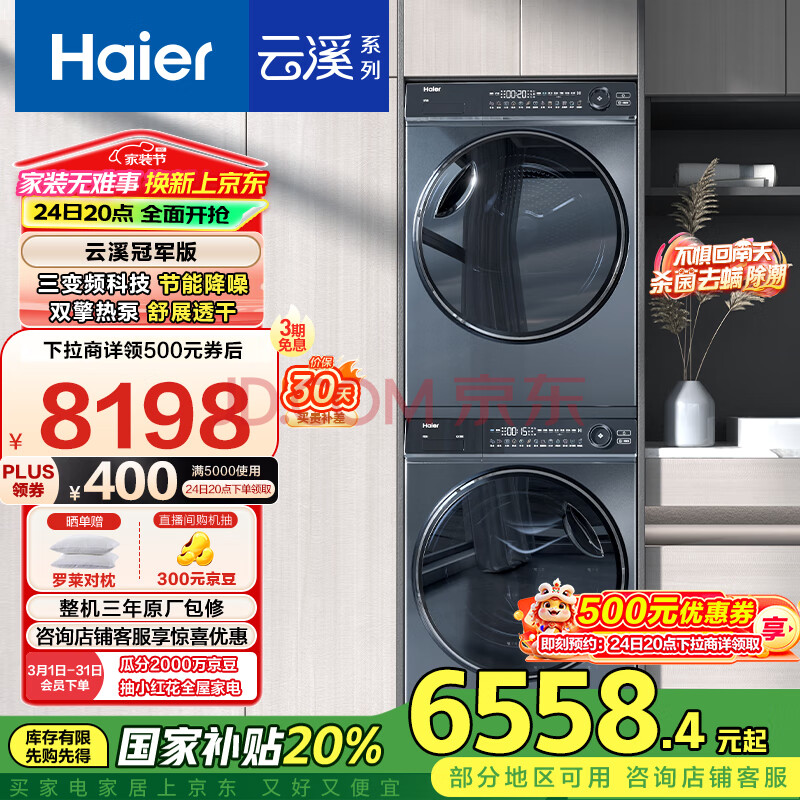 Haier 云溪系列
家装节
家装无难事 换新上京东
24日20点 全面开抢
云溪冠军版
三变频科技 节能降噪
双擎热泵 舒展透干
下拉商详领500元券后
¥8198
3期免息
价保
30天
买贵补差
PLUS领券
¥400
满5000使用
24日20点下单领取
晒单赠
罗莱对枕
直播间购机抽
300元京豆
整机三年原厂包修
咨询店铺客服享惊喜优惠
3月1日-31日
会员下单
瓜分2000万京豆
抽小红花全屋家电
Haier
00:20
不惧回南天
杀菌去螨 除潮
JD.COM 京东
Haier
00:15
500元优惠券
即刻预约：24日20点下拉商详领取
享
库存有限
先购先得
国家补贴20%
6558.4元起
买家电家居上京东 又好又便宜
部分地区可用 咨询店铺客服